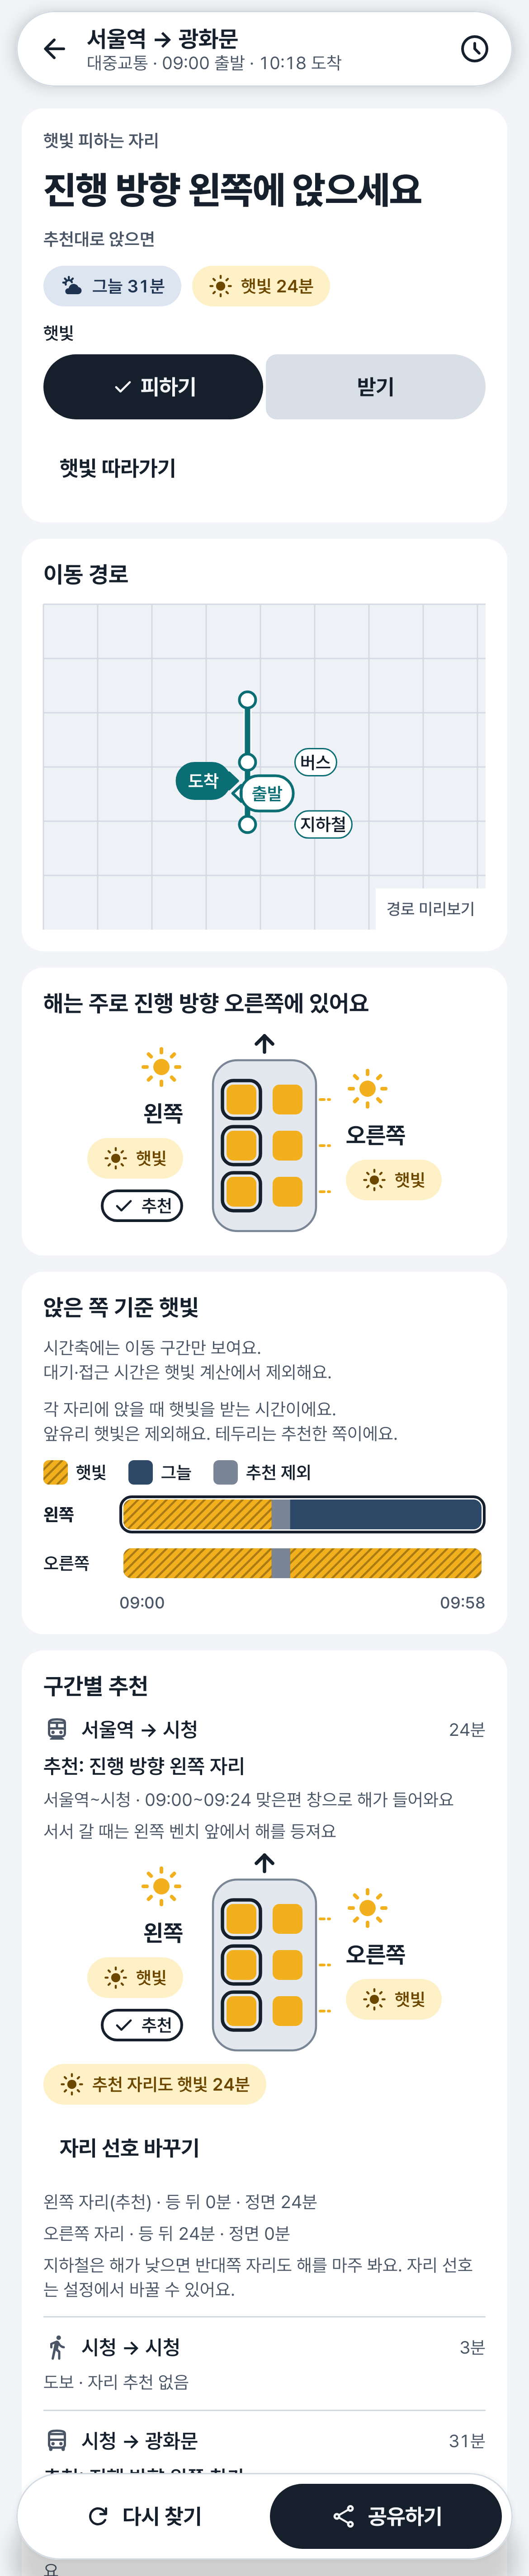 서울역 → 광화문
대중교통 · 09:00 출발 · 10:18 도착
햇빛 피하는 자리
진행 방향 왼쪽에 앉으세요
추천대로 앉으면
그늘 31분
햇빛 24분
햇빛
피하기
받기
햇빛 따라가기
이동 경로
버스
도착
출발
지하철
경로 미리보기
해는 주로 진행 방향 오른쪽에 있어요
왼쪽
햇빛
추천
오른쪽
햇빛
앉은 쪽 기준 햇빛
시간축에는 이동 구간만 보여요.
대기·접근 시간은 햇빛 계산에서 제외해요.
각 자리에 앉을 때 햇빛을 받는 시간이에요.
앞유리 햇빛은 제외해요. 테두리는 추천한 쪽이에요.
햇빛 그늘 추천 제외
왼쪽
오른쪽
09:00 09:58
구간별 추천
서울역 → 시청 24분
추천: 진행 방향 왼쪽 자리
서울역~시청 · 09:00~09:24 맞은편 창으로 해가 들어와요
서서 갈 때는 왼쪽 벤치 앞에서 해를 등져요
왼쪽
햇빛
추천
오른쪽
햇빛
추천 자리도 햇빛 24분
자리 선호 바꾸기
왼쪽 자리(추천) · 등 뒤 0분 · 정면 24분
오른쪽 자리 · 등 뒤 24분 · 정면 0분
지하철은 해가 낮으면 반대쪽 자리도 해를 마주 봐요. 자리 선호
는 설정에서 바꿀 수 있어요.
시청 → 시청 3분
도보 · 자리 추천 없음
시청 → 광화문 31분
다시 찾기
공유하기
요